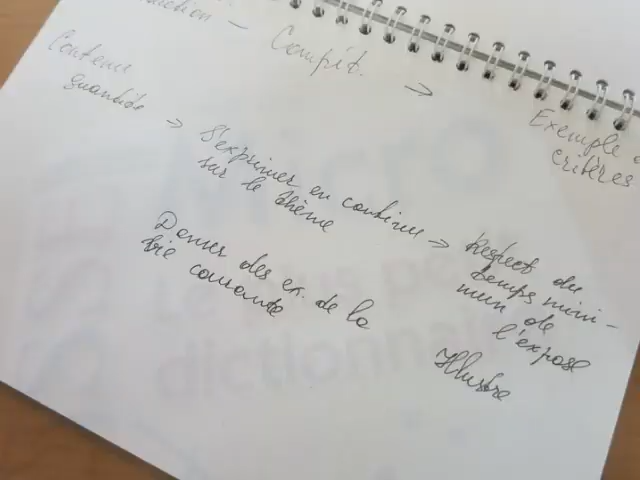 – Compét. →
Exemple
critères
Contenu
quantité →
S'exprimer en continu →
sur le thème
Respect du
temps mini-
mum de
l'expose
Donner des ex. de la
vie courante
Illustre